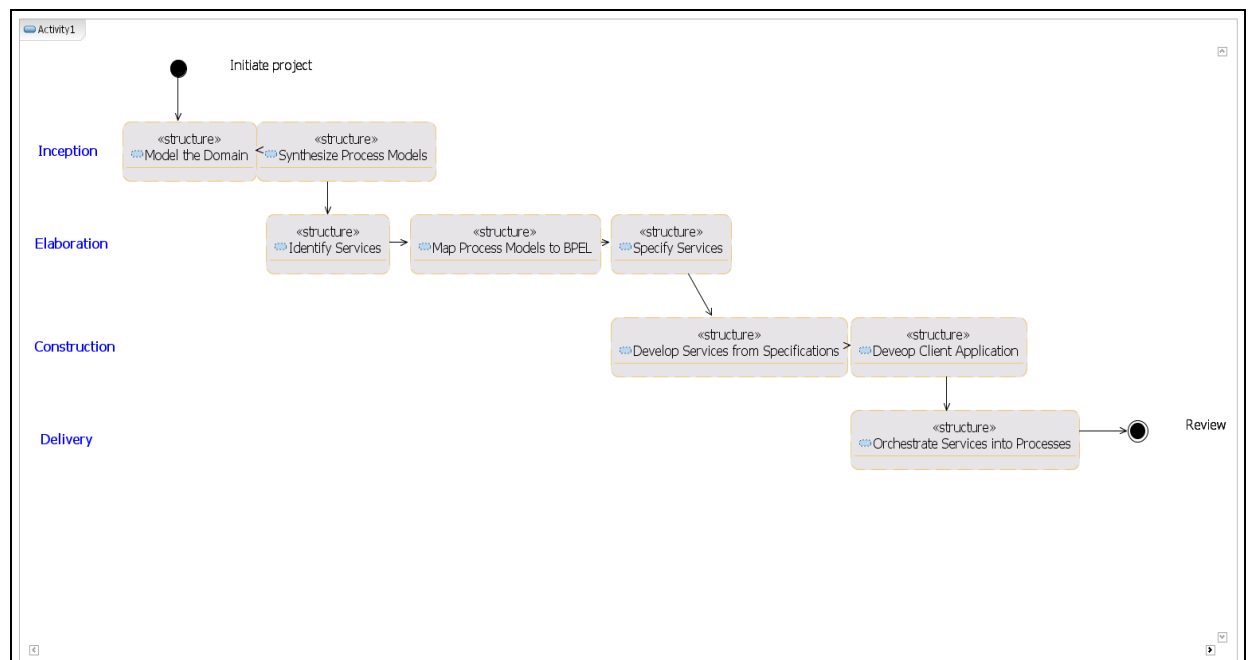 Activity1
Initiate project
Inception
«structure»
Model the Domain
«structure»
Synthesize Process Models
Elaboration
«structure»
Identify Services
«structure»
Map Process Models to BPEL
«structure»
Specify Services
Construction
«structure»
Develop Services from Specifications
«structure»
Deveop Client Application
Delivery
«structure»
Orchestrate Services into Processes
Review